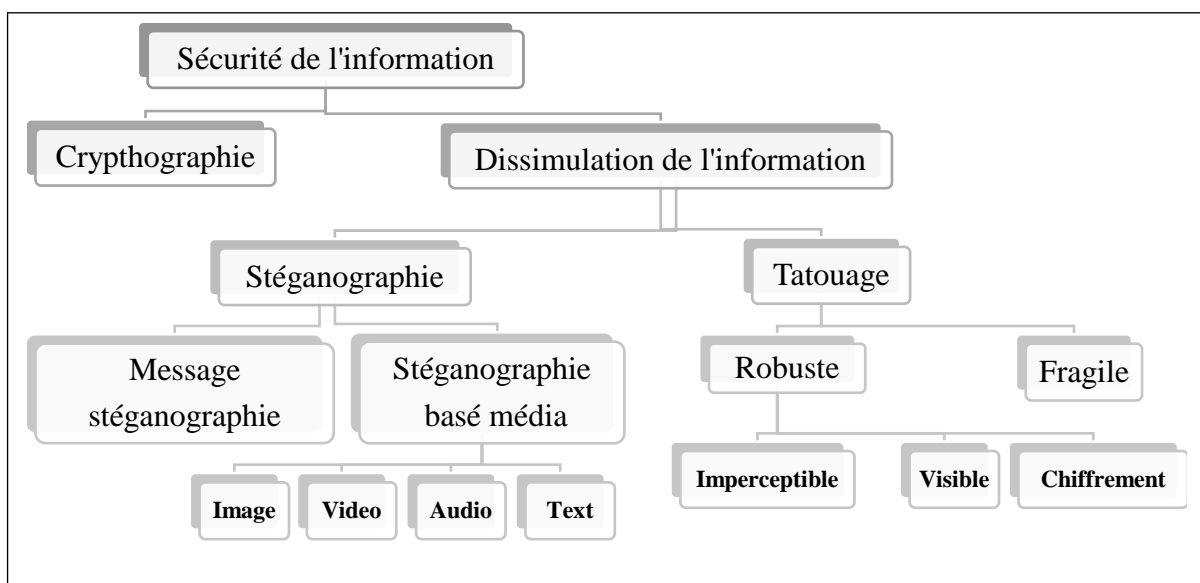 Sécurité de l'information
Crypthographie
Dissimulation de l'information
Stéganographie
Tatouage
Message
stéganographie
Stéganographie
basé média
Robuste
Fragile
Image
Video
Audio
Text
Imperceptible
Visible
Chiffrement